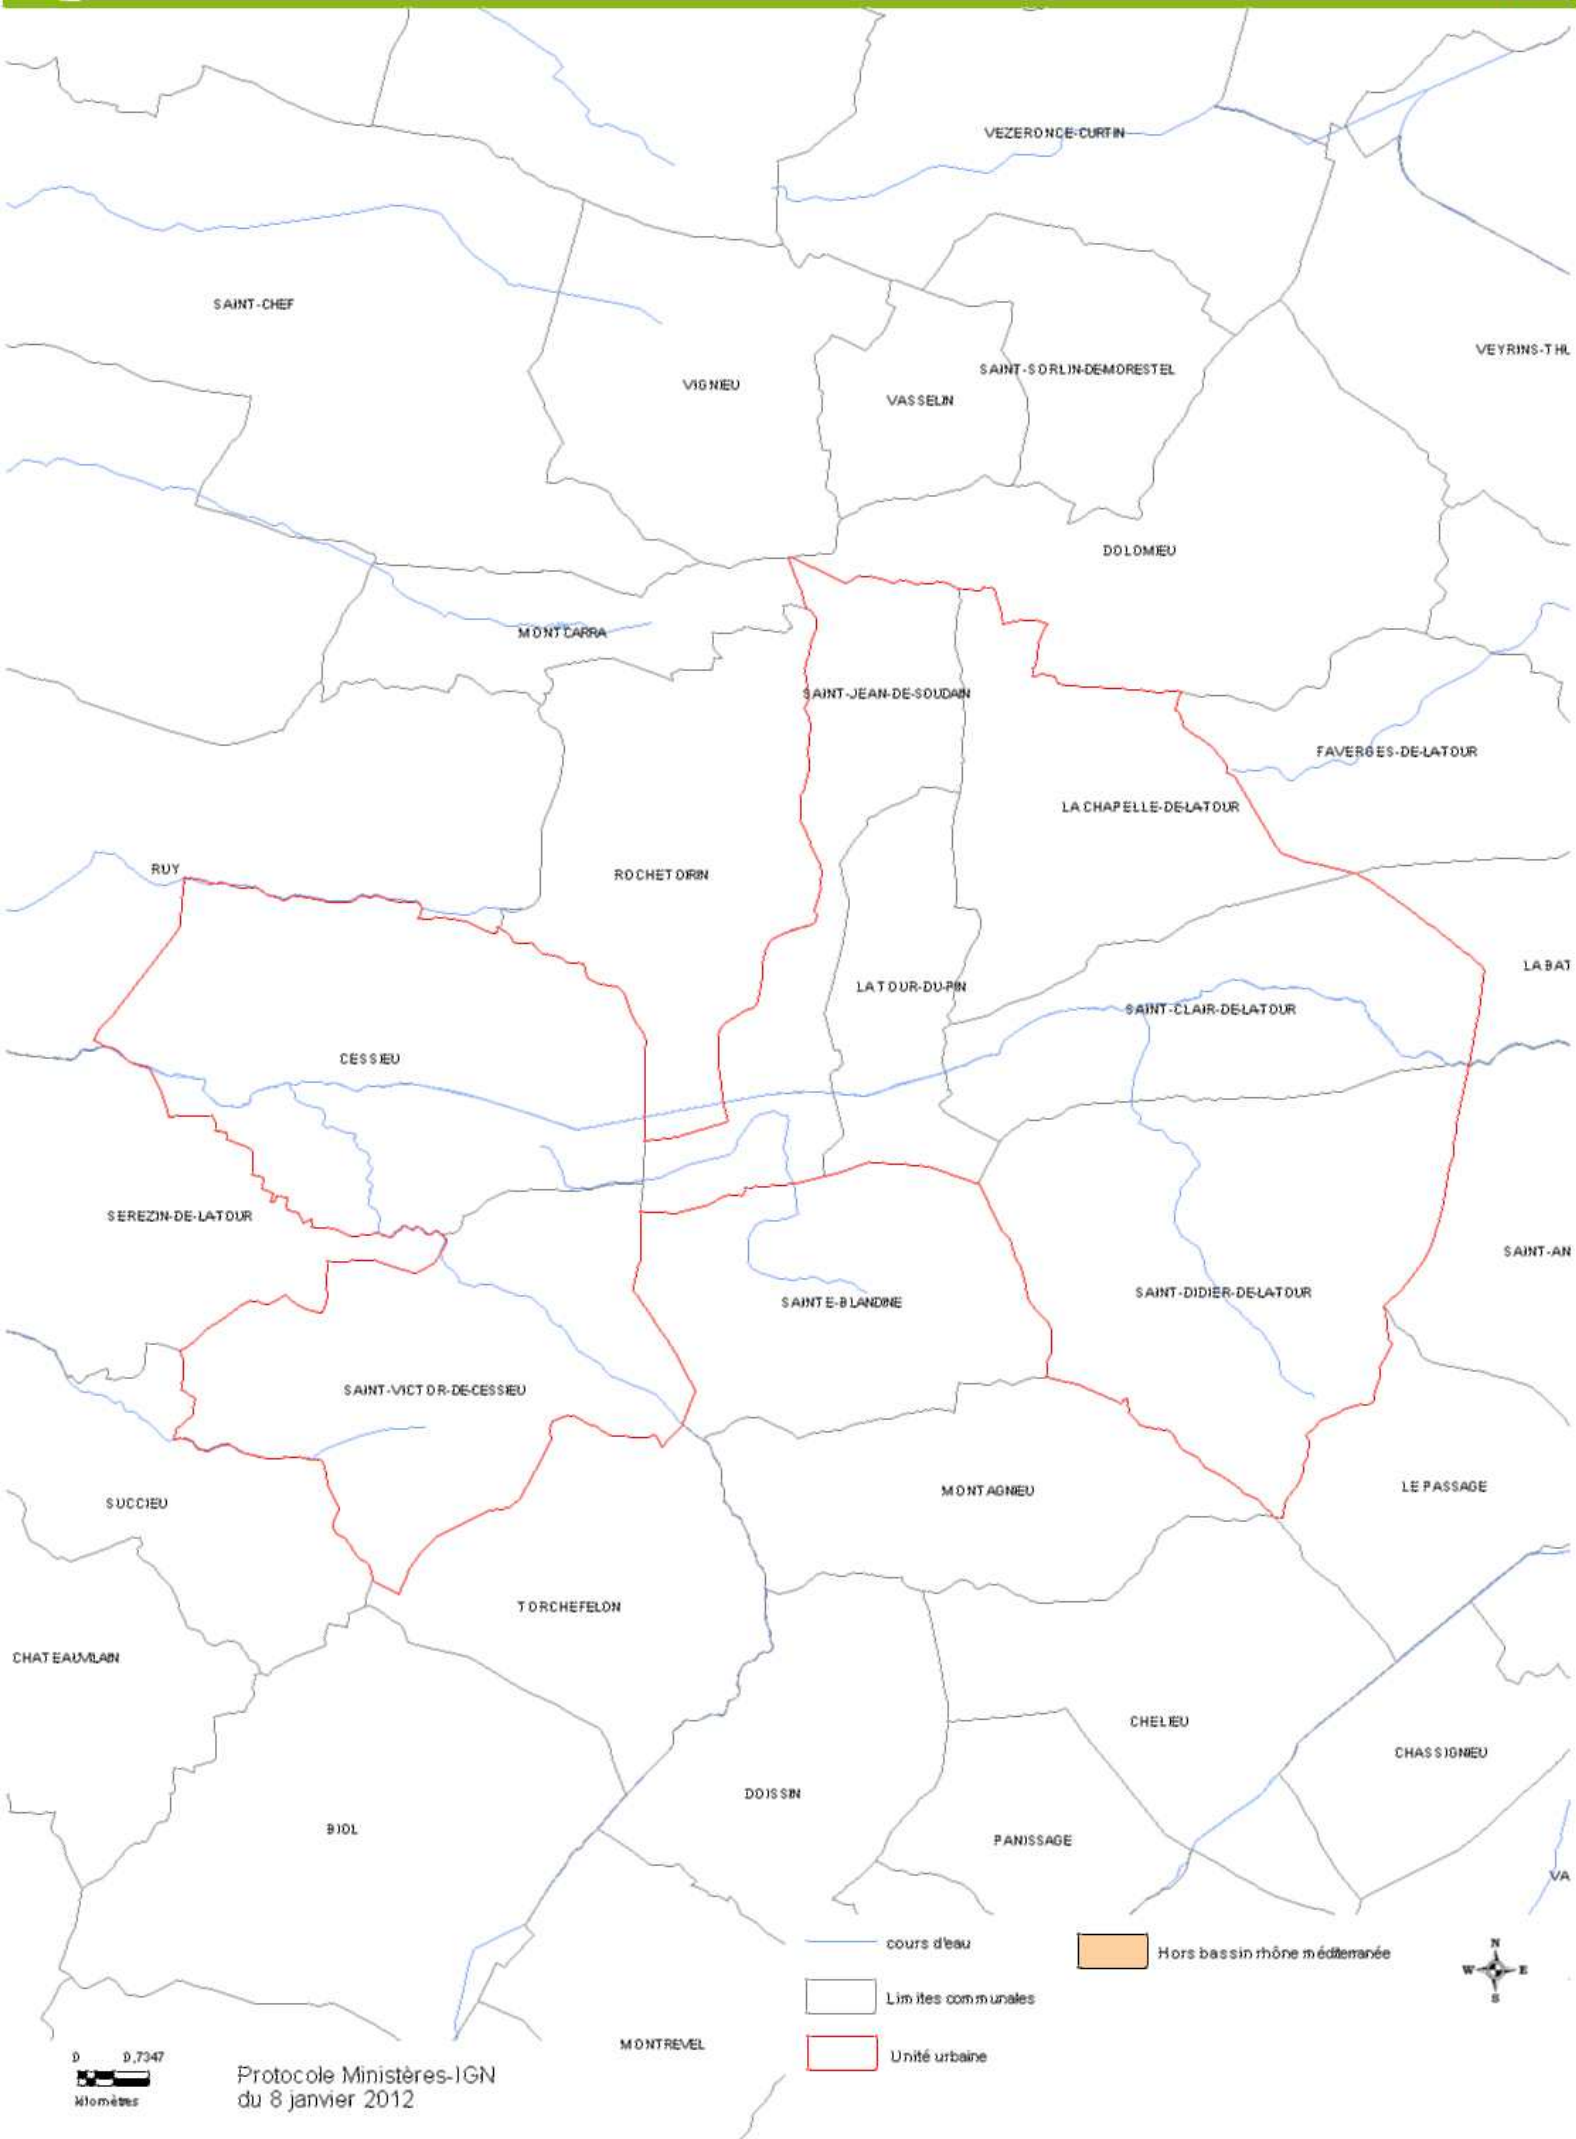 VEZERONCE-CURTIN
SAINT-CHEF
VEYRINS-THU
SAINT-SORLIN-DE-MORESTEL
VIGNIEU
VASSELIN
DOLOMIEU
MONTCARRA
SAINT-JEAN-DE-SOUDAIN
FAVERGES-DE-LA-TOUR
LA CHAPELLE-DE-LA-TOUR
RUY
ROCHETOIRIN
LA BAT
LA TOUR-DU-PIN
SAINT-CLAIR-DE-LA-TOUR
CESSIEU
SEREZIN-DE-LA-TOUR
SAINT-AN
SAINT-DIDIER-DE-LA-TOUR
SAINTE-BLANDINE
SAINT-VICTOR-DE-CESSIEU
LE PASSAGE
MONTAGNIEU
SUCCIEU
TORCHEFELON
CHATEAUVILAIN
CHELIEU
CHASSIGNIEU
DOISSIN
BIOL
PANISSAGE
VA
cours d'eau
Hors bassin rhône méditerranée
N
W E
S
Limites communales
MONTREVEL
Unité urbaine
0 0,7347
kilomètres
Protocole Ministères-IGN
du 8 janvier 2012